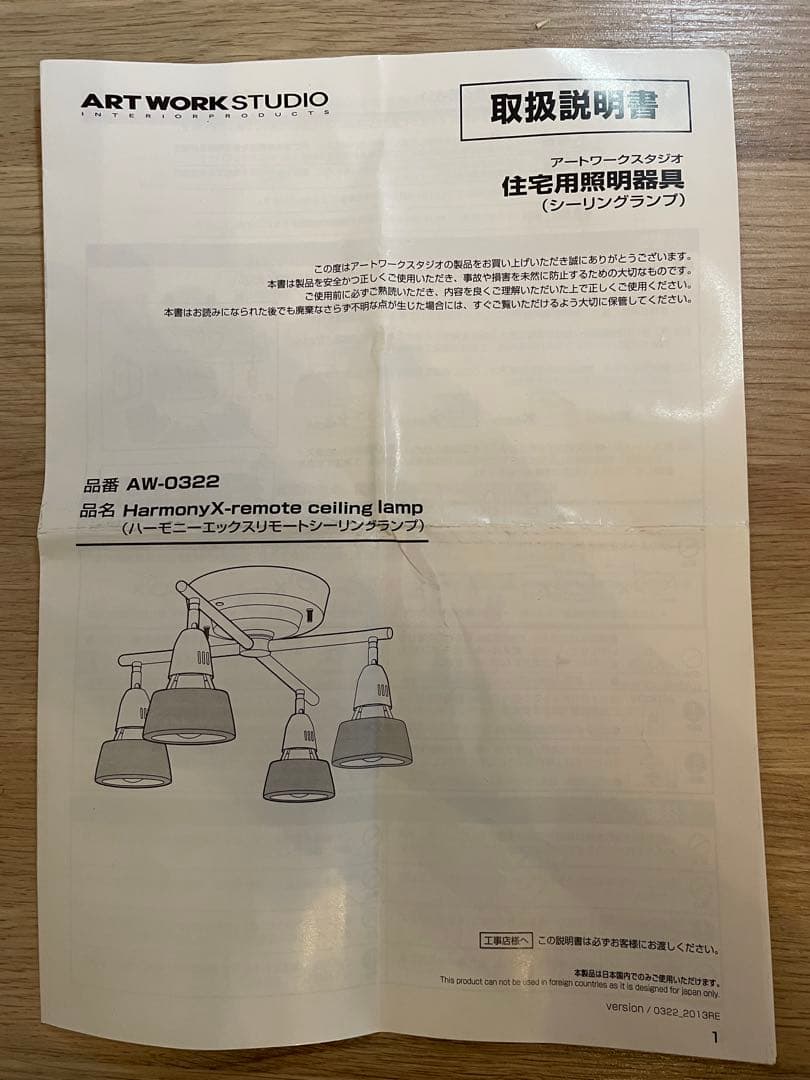 ART WORK STUDIO
INTERIORPRODUCTS
取扱説明書
アートワークスタジオ
住宅用照明器具
(シーリングランプ)
この度はアートワークスタジオの製品をお買い上げいただき誠にありがとうございます。
本書は製品を安全かつ正しくご使用いただき、事故や損害を未然に防止するための大切なものです。
ご使用前に必ずご熟読いただき、内容を良くご理解いただいた上で正しくご使用ください。
本書はお読みになられた後でも廃棄なさらず不明な点が生じた場合には、すぐご覧いただけるよう大切に保管してください。
品番 AW-0322
品名 HarmonyX-remote ceiling lamp
(ハーモニーエックスリモートシーリングランプ)
工事店様へ この説明書は必ずお客様にお渡しください。
本製品は日本国内でのみご使用いただけます。
This product can not be used in foreign countries as it is designed for japan only.
version / 0322_2013RE
1